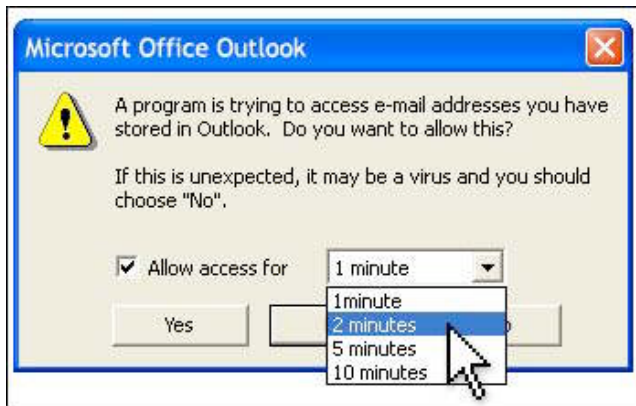 Microsoft Office Outlook
A program is trying to access e-mail addresses you have
stored in Outlook. Do you want to allow this?
If this is unexpected, it may be a virus and you should
choose "No".
Allow access for 1 minute
1minute
Yes
2 minutes
5 minutes
10 minutes